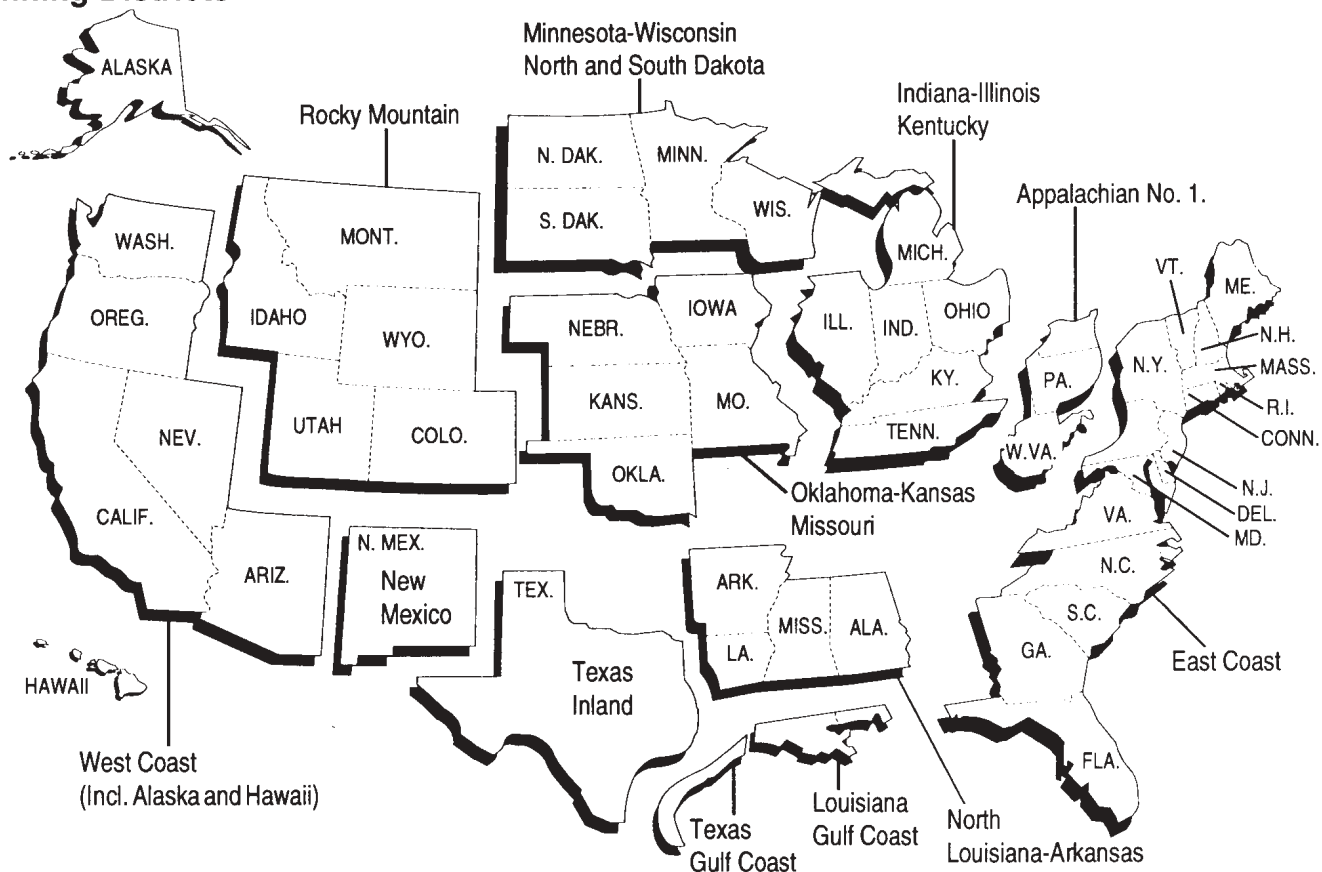 ALASKA
Minnesota-Wisconsin
North and South Dakota
Rocky Mountain
Indiana-Illinois
Kentucky
Appalachian No. 1.
N. DAK.
MINN.
S. DAK.
WIS.
MICH.
WASH.
MONT.
OREG.
IDAHO
WYO.
NEBR.
IOWA
ILL.
IND.
OHIO
VT.
ME.
N.H.
MASS.
N.Y.
PA.
KY.
R.I.
CONN.
KANS.
MO.
NEV.
UTAH
COLO.
TENN.
W.VA.
OKLA.
N.J.
DEL.
MD.
Oklahoma-Kansas
Missouri
CALIF.
VA.
ARIZ.
N. MEX.
New
Mexico
TEX.
Texas
Inland
ARK.
MISS.
ALA.
LA.
N.C.
S.C.
GA.
East Coast
HAWAII
FLA.
West Coast
(Incl. Alaska and Hawaii)
Texas
Gulf Coast
Louisiana
Gulf Coast
North
Louisiana-Arkansas